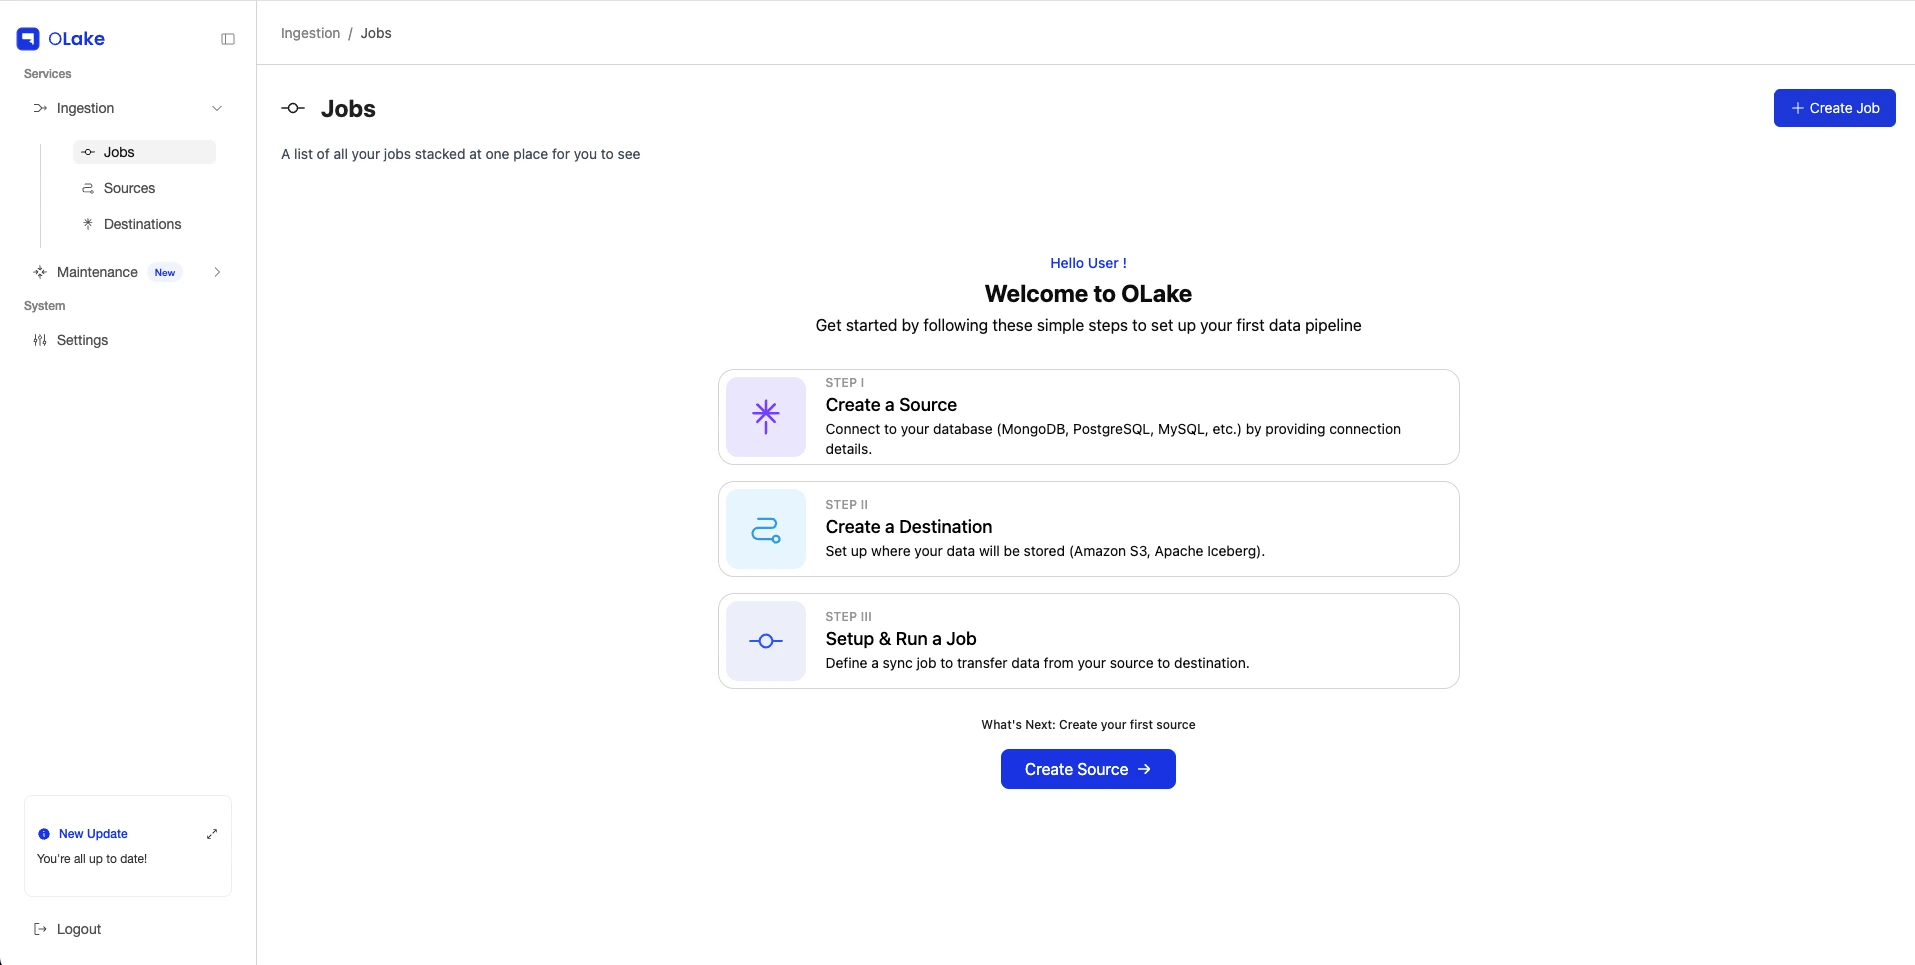 OLake
Services
Ingestion
Jobs
Sources
Destinations
Maintenance New
System
Settings
New Update
You're all up to date!
Logout
Ingestion / Jobs
Jobs
+ Create Job
A list of all your jobs stacked at one place for you to see
Hello User !
Welcome to OLake
Get started by following these simple steps to set up your first data pipeline
STEP I
Create a Source
Connect to your database (MongoDB, PostgreSQL, MySQL, etc.) by providing connection
details.
STEP II
Create a Destination
Set up where your data will be stored (Amazon S3, Apache Iceberg).
STEP III
Setup & Run a Job
Define a sync job to transfer data from your source to destination.
What's Next: Create your first source
Create Source →